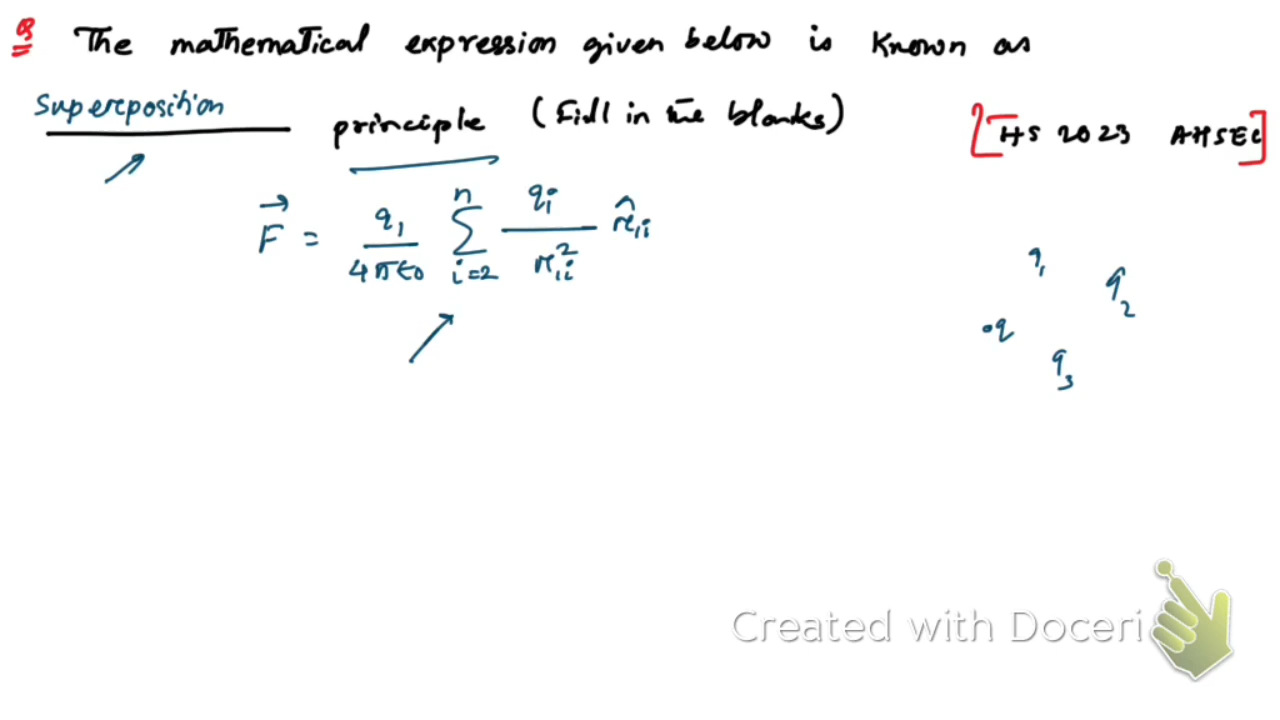 Q The mathematical expression given below is known as
Superposition principle (Fill in the blanks)
[HS 2023 AHSEC]
F⃗ = q₁/4πε₀ Σⁿᵢ₌₂ qᵢ/r₁ᵢ² r̂₁ᵢ
q₁
q₂
.q
q₃
Created with Doceri